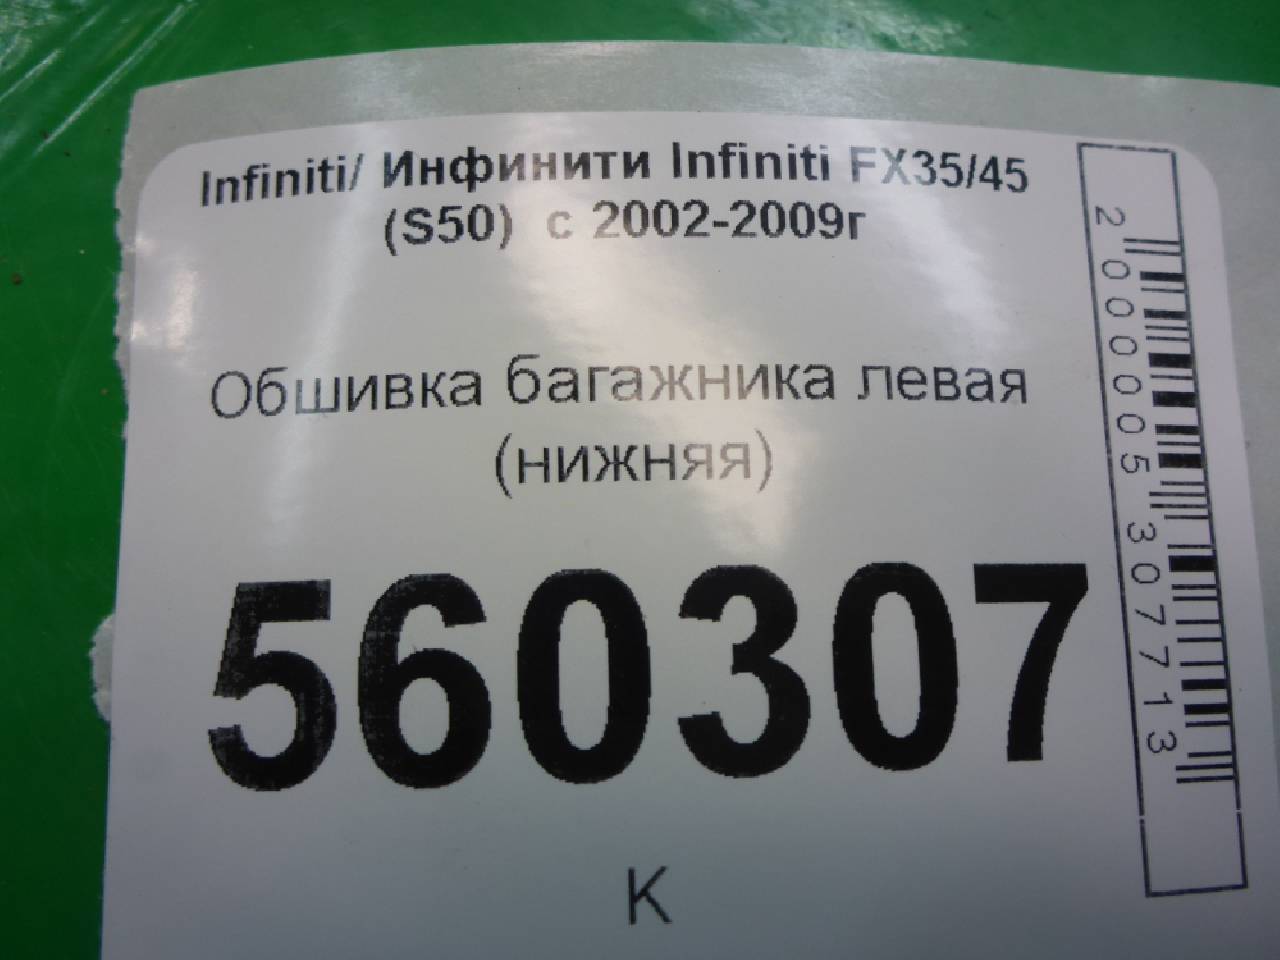 Infiniti/ Инфинити Infiniti FX35/45
(S50) с 2002-2009г
Обшивка багажника левая
(нижняя)
560307
К
2000005307713